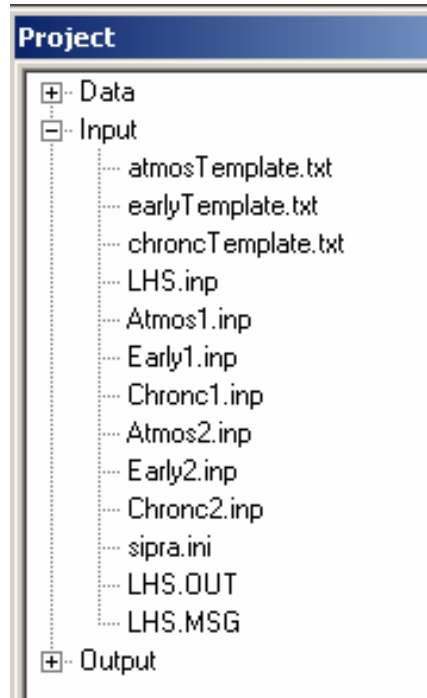 Project
Data
Input
atmosTemplate.txt
earlyTemplate.txt
chroncTemplate.txt
LHS.inp
Atmos1.inp
Early1.inp
Chronc1.inp
Atmos2.inp
Early2.inp
Chronc2.inp
sipra.ini
LHS.OUT
LHS.MSG
Output